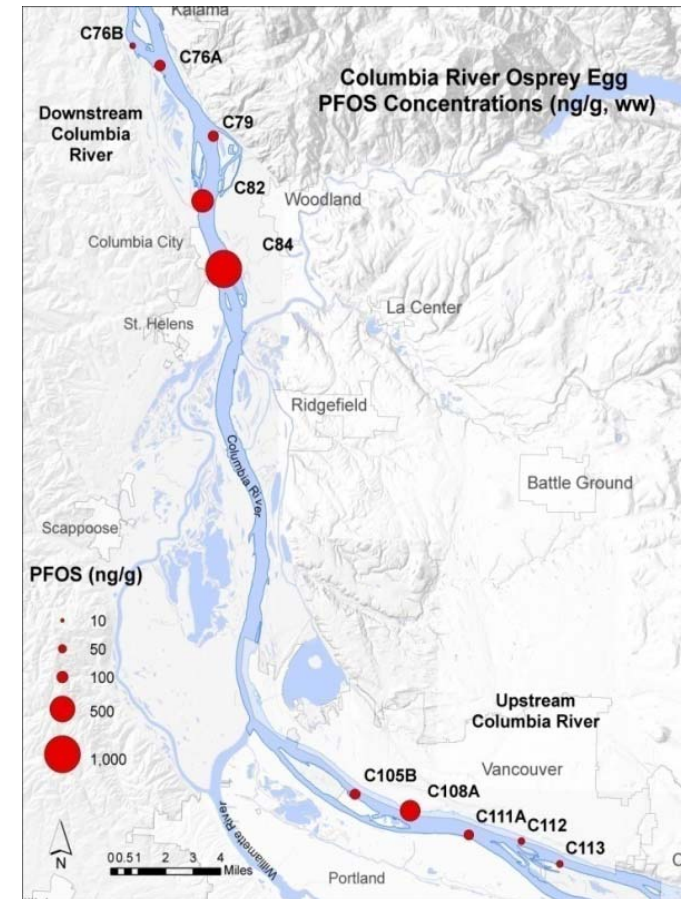 Kalama
C76B
C76A
Columbia River Osprey Egg
PFOS Concentrations (ng/g, ww)
Downstream
Columbia
River
C79
C82
Woodland
Columbia City
C84
La Center
St. Helens
Ridgefield
Columbia River
Battle Ground
Scappoose
PFOS (ng/g)
10
50
100
500
1,000
Upstream
Columbia River
C105B
C108A
Vancouver
C111A
C112
C113
Willamette River
N
0 0.5 1 2 3 4
Miles
Portland
C